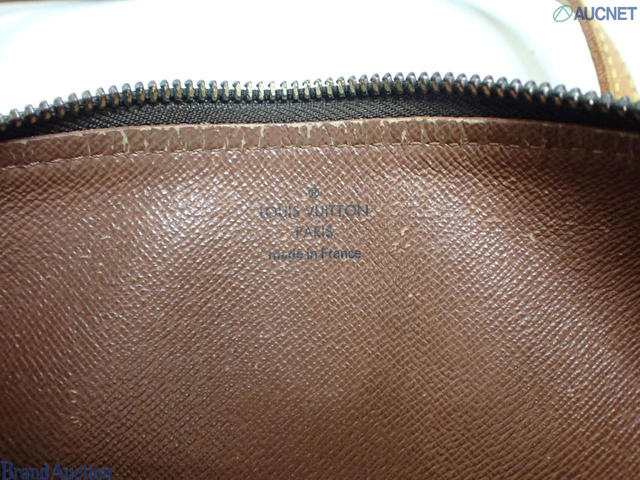 AUCNET
LOUIS VUITTON
PARIS
made in France
Brand Auction